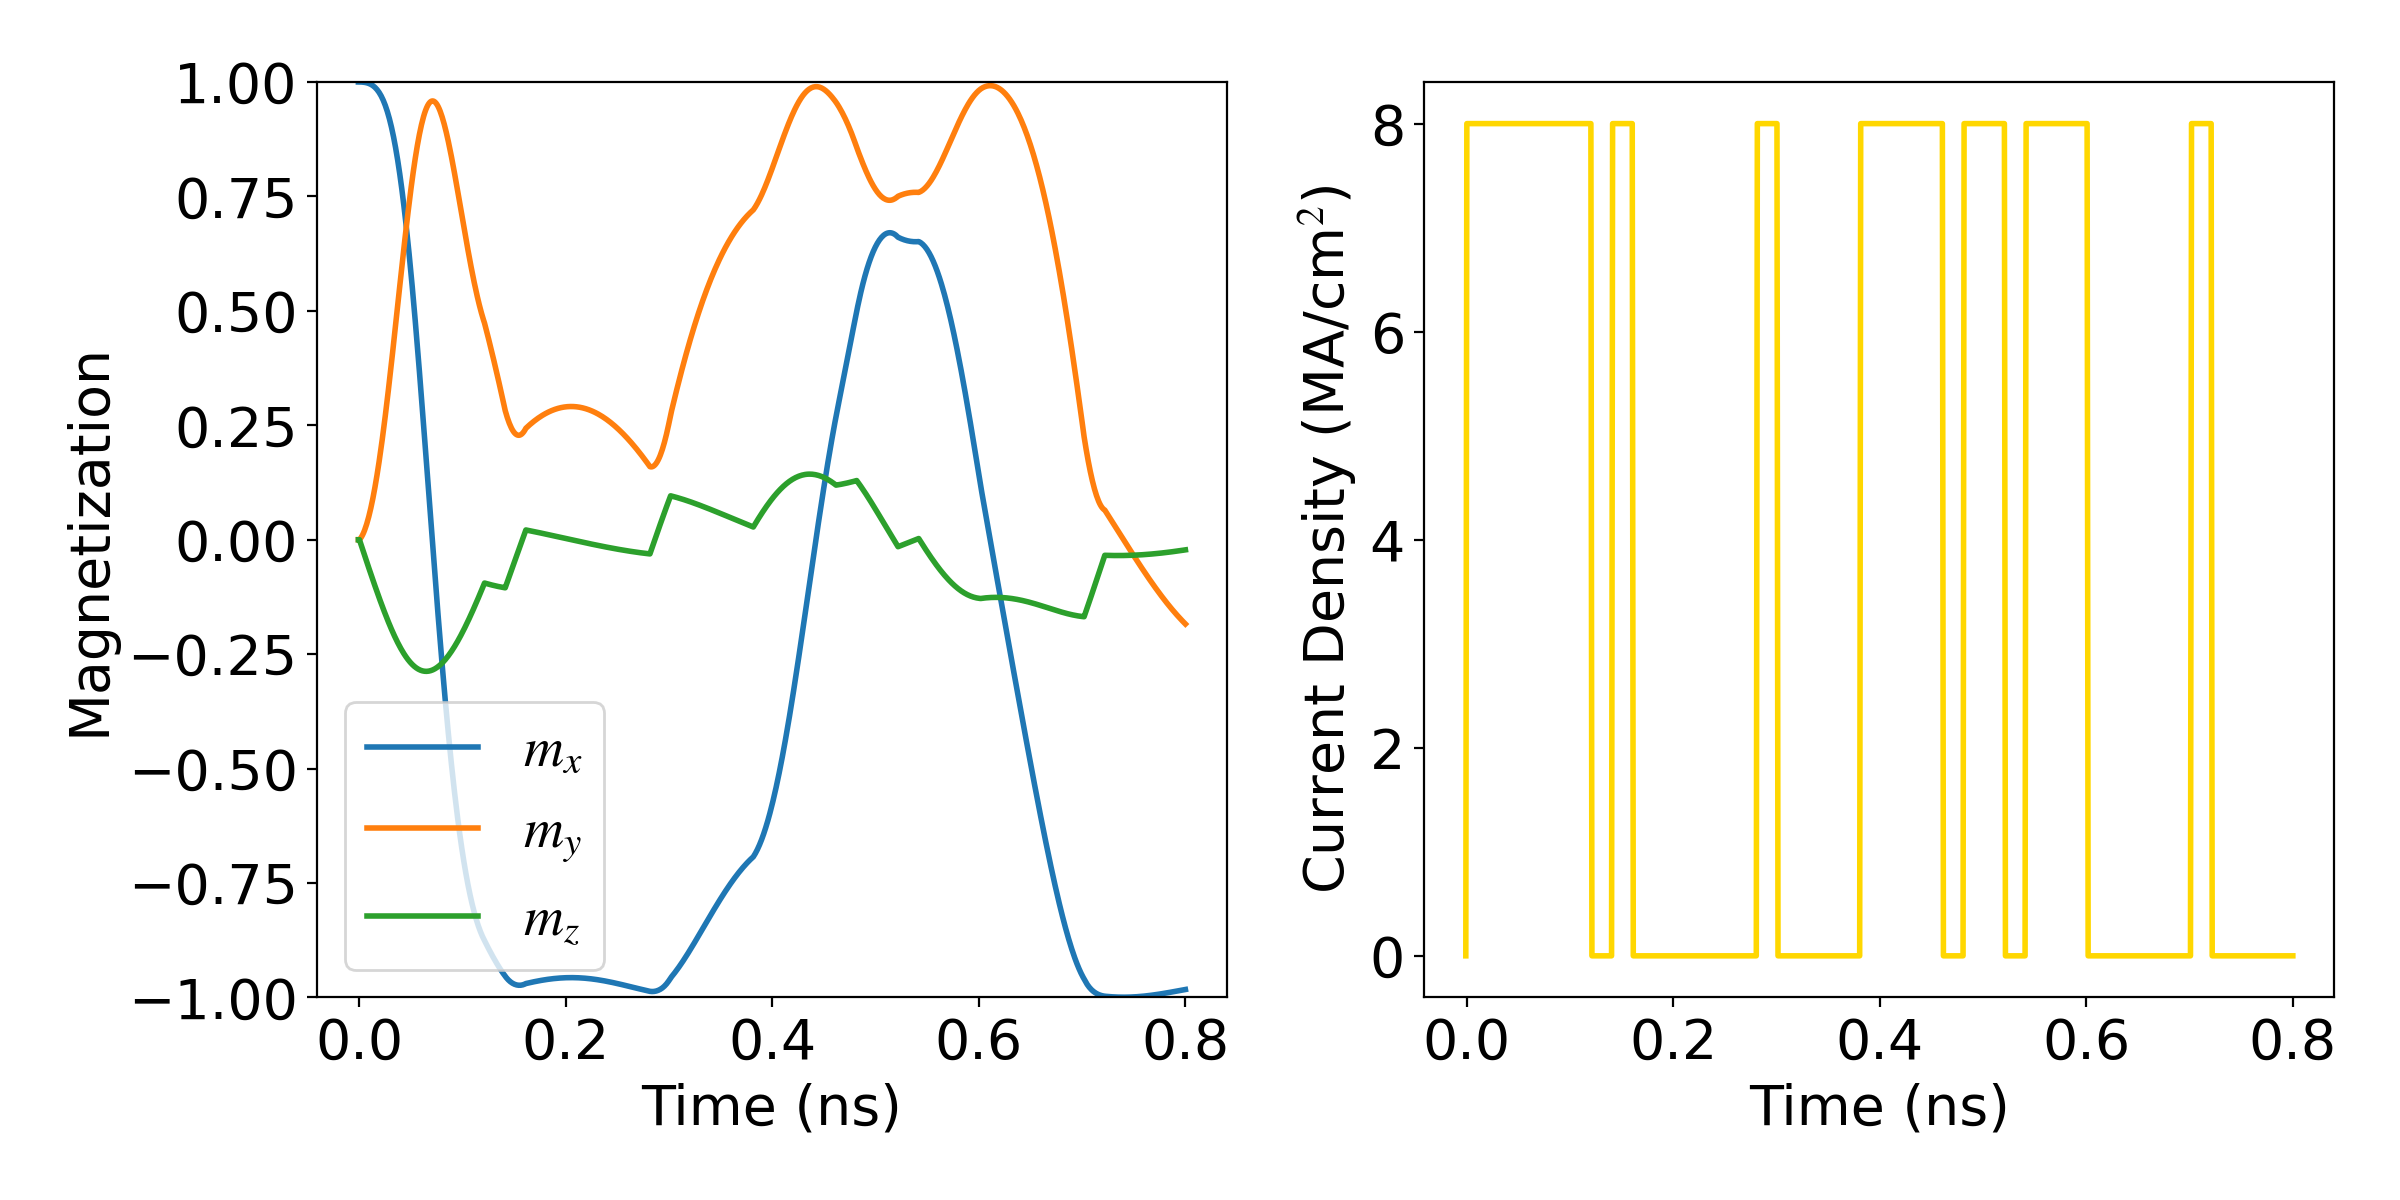 1.00
0.75
0.50
0.25
0.00
−0.25
−0.50
−0.75
−1.00
Magnetization
m_x
m_y
m_z
0.0 0.2 0.4 0.6 0.8
Time (ns)
8
6
4
2
0
Current Density (MA/cm²)
0.0 0.2 0.4 0.6 0.8
Time (ns)